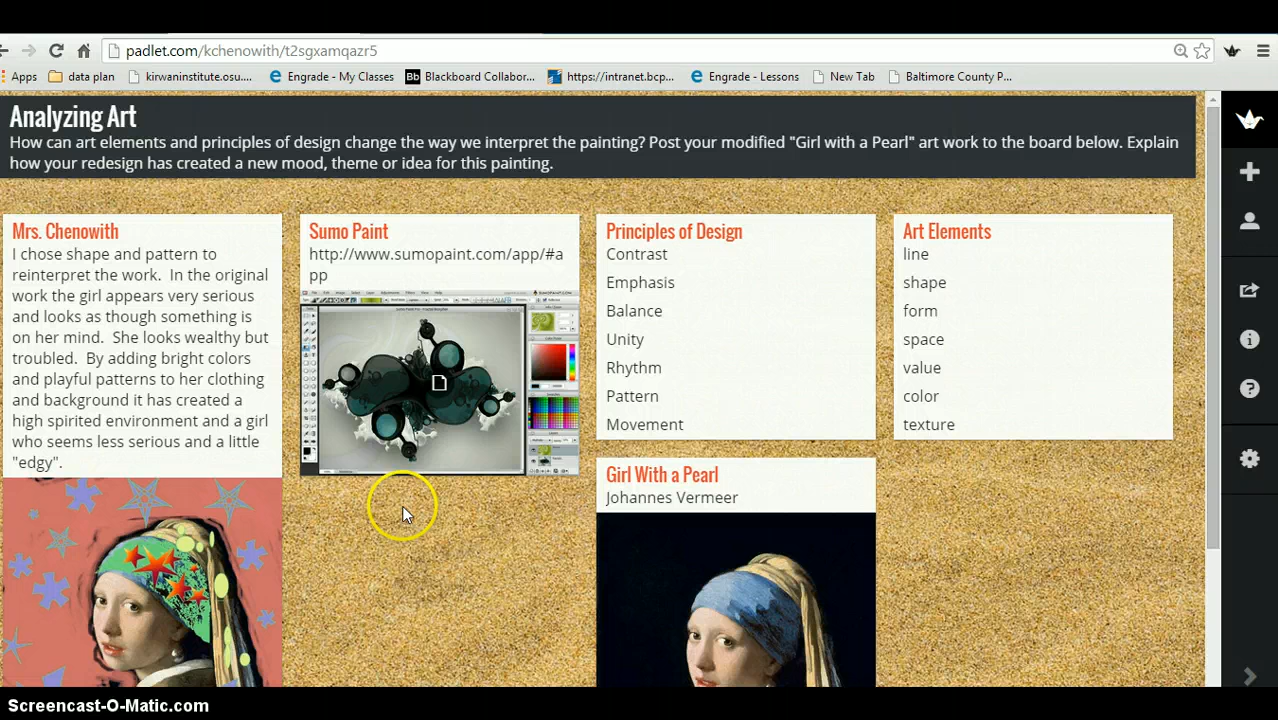 padlet.com/kchenowith/t2sgxamqazr5
Apps
data plan
kirwaninstitute.osu....
Engrade - My Classes
Bb
Blackboard Collabor...
https://intranet.bcp...
Engrade - Lessons
New Tab
Baltimore County P...
Analyzing Art
How can art elements and principles of design change the way we interpret the painting? Post your modified "Girl with a Pearl" art work to the board below. Explain
how your redesign has created a new mood, theme or idea for this painting.
Mrs. Chenowith
I chose shape and pattern to
reinterpret the work. In the original
work the girl appears very serious
and looks as though something is
on her mind. She looks wealthy but
troubled. By adding bright colors
and playful patterns to her clothing
and background it has created a
high spirited environment and a girl
who seems less serious and a little
"edgy".
Sumo Paint
http://www.sumopaint.com/app/#a
pp
Principles of Design
Contrast
Emphasis
Balance
Unity
Rhythm
Pattern
Movement
Art Elements
line
shape
form
space
value
color
texture
Girl With a Pearl
Johannes Vermeer
Screencast-O-Matic.com